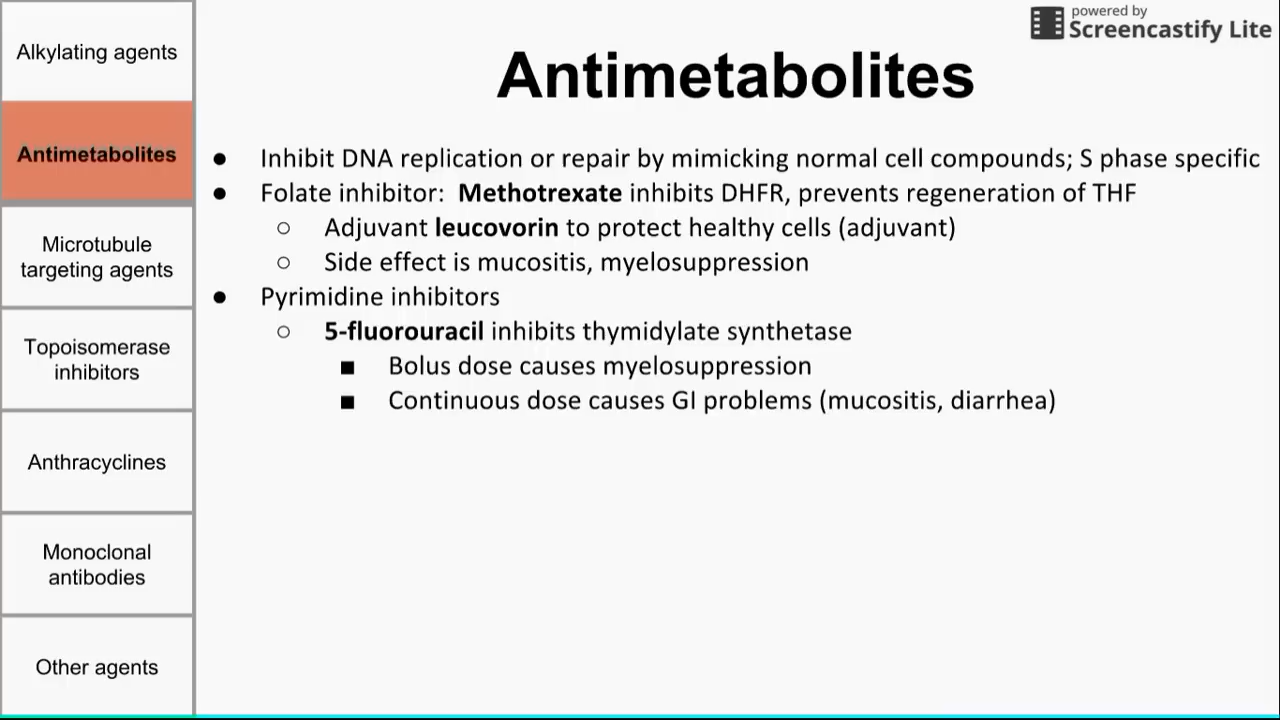 powered by
Screencastify Lite
Alkylating agents
Antimetabolites
Microtubule
targeting agents
Topoisomerase
inhibitors
Anthracyclines
Monoclonal
antibodies
Other agents
Antimetabolites
● Inhibit DNA replication or repair by mimicking normal cell compounds; S phase specific
● Folate inhibitor: Methotrexate inhibits DHFR, prevents regeneration of THF
○ Adjuvant leucovorin to protect healthy cells (adjuvant)
○ Side effect is mucositis, myelosuppression
● Pyrimidine inhibitors
○ 5-fluorouracil inhibits thymidylate synthetase
■ Bolus dose causes myelosuppression
■ Continuous dose causes GI problems (mucositis, diarrhea)